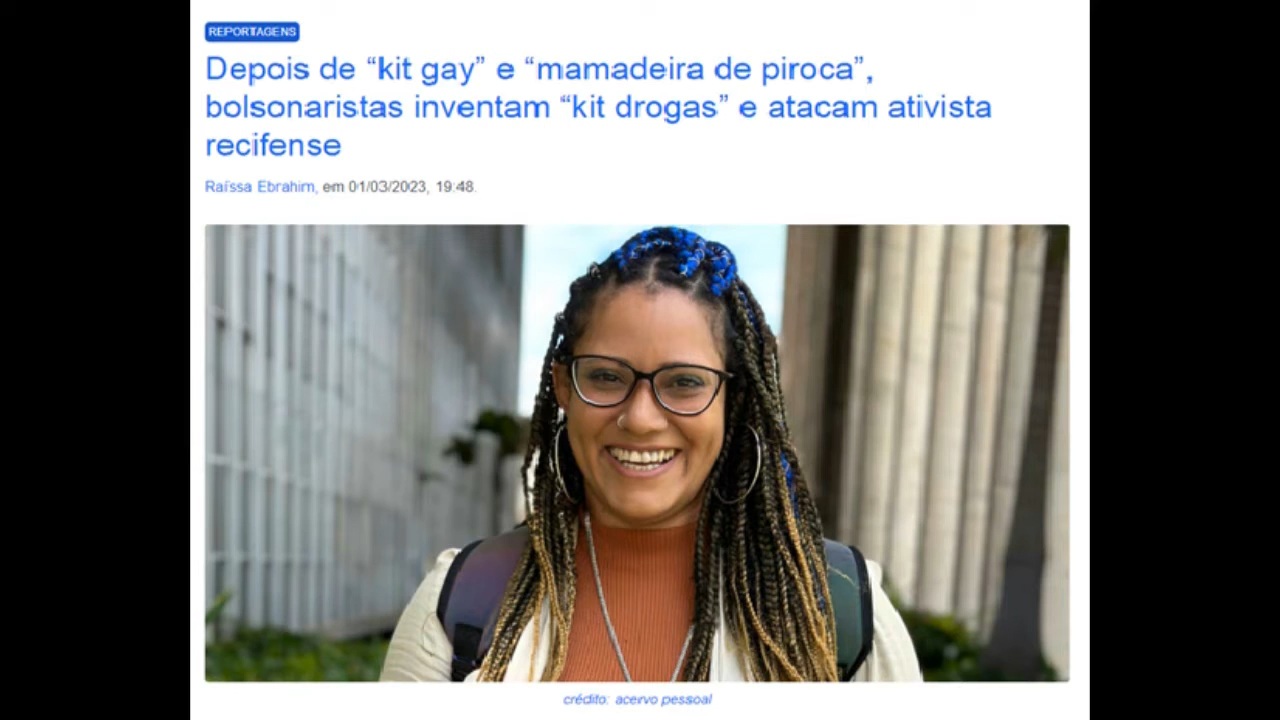 REPORTAGENS
Depois de “kit gay” e “mamadeira de piroca”,
bolsonaristas inventam “kit drogas” e atacam ativista
recifense
Raíssa Ebrahim, em 01/03/2023, 19:48.
crédito: acervo pessoal